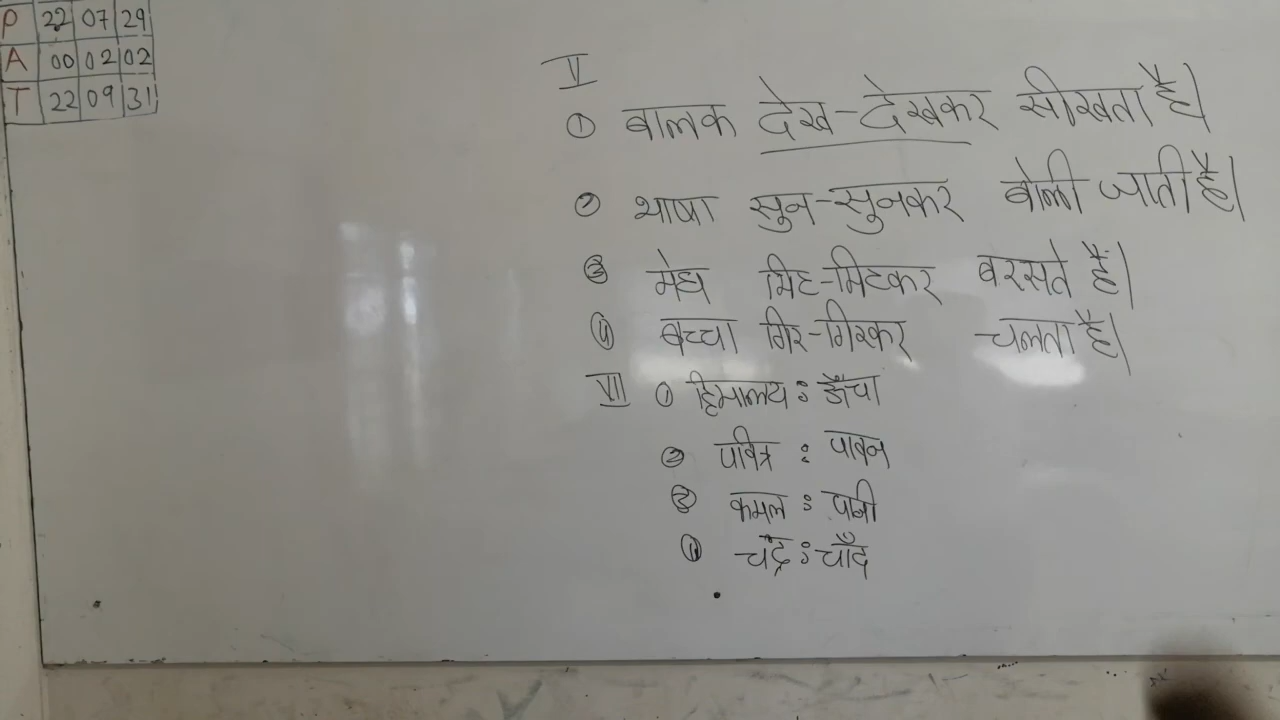 P 22 07 29
A 00 02 02
T 22 09 31
V
① बालक देख-देखकर सीखता है।
② भाषा सुन-सुनकर बोली जाती है।
③ मेघ मिट-मिटकर बरसते हैं।
④ बच्चा गिर-गिरकर चलता है।
VI ① हिमालय : ऊँचा
② पवित्र : पावन
③ कमल : पानी
④ चंद्र : चाँद